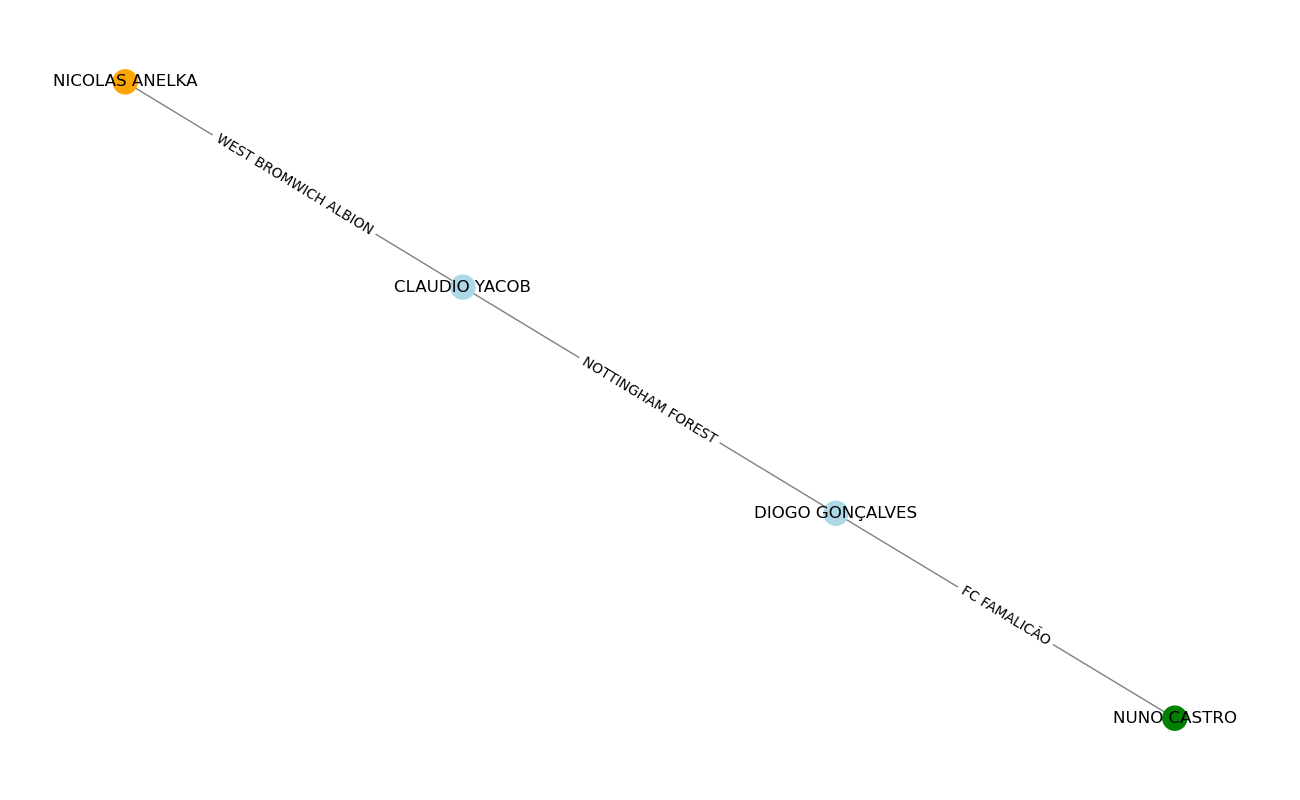 NICOLAS ANELKA
WEST BROMWICH ALBION
CLAUDIO YACOB
NOTTINGHAM FOREST
DIOGO GONÇALVES
FC FAMALICÃO
NUNO CASTRO